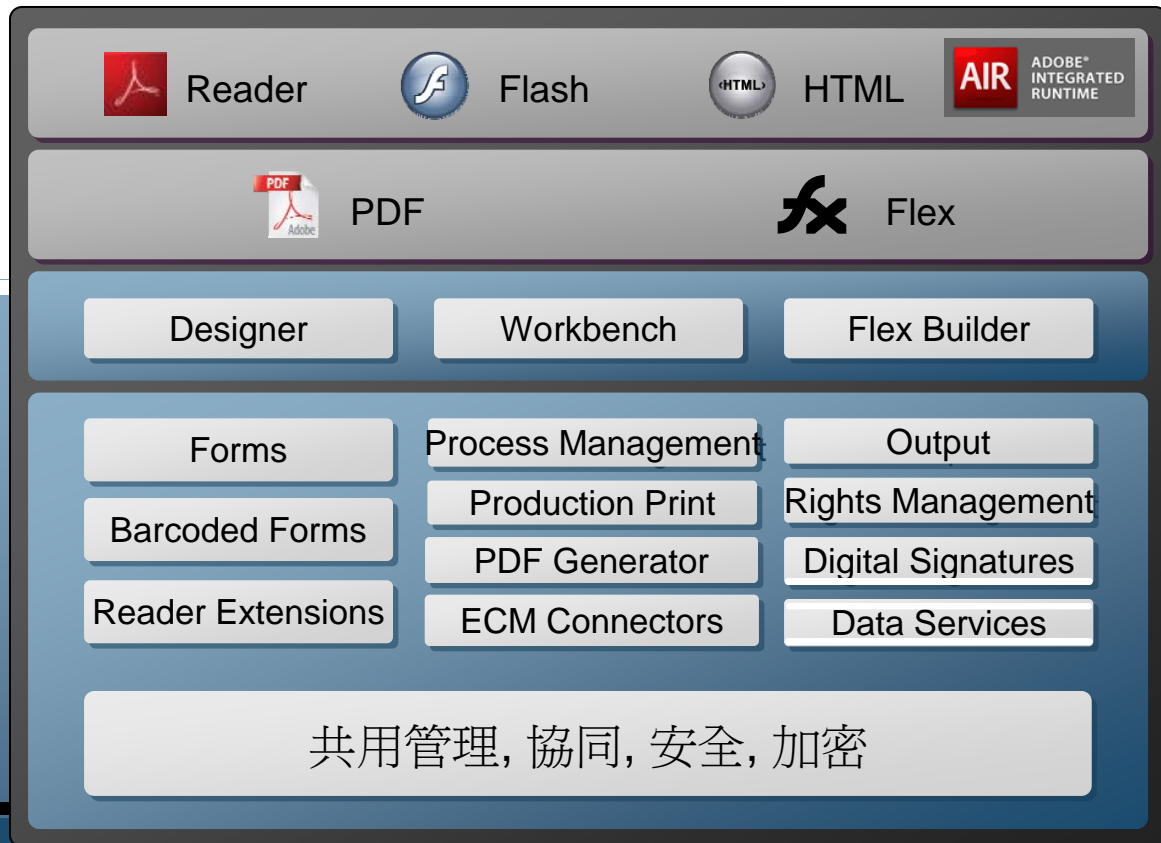 Reader
Flash
‹HTML›
HTML
AIR
ADOBE®
INTEGRATED
RUNTIME
PDF
Adobe
PDF
fx
Flex
Designer
Workbench
Flex Builder
Forms
Barcoded Forms
Reader Extensions
Process Management
Production Print
PDF Generator
ECM Connectors
Output
Rights Management
Digital Signatures
Data Services
共用管理, 協同, 安全, 加密